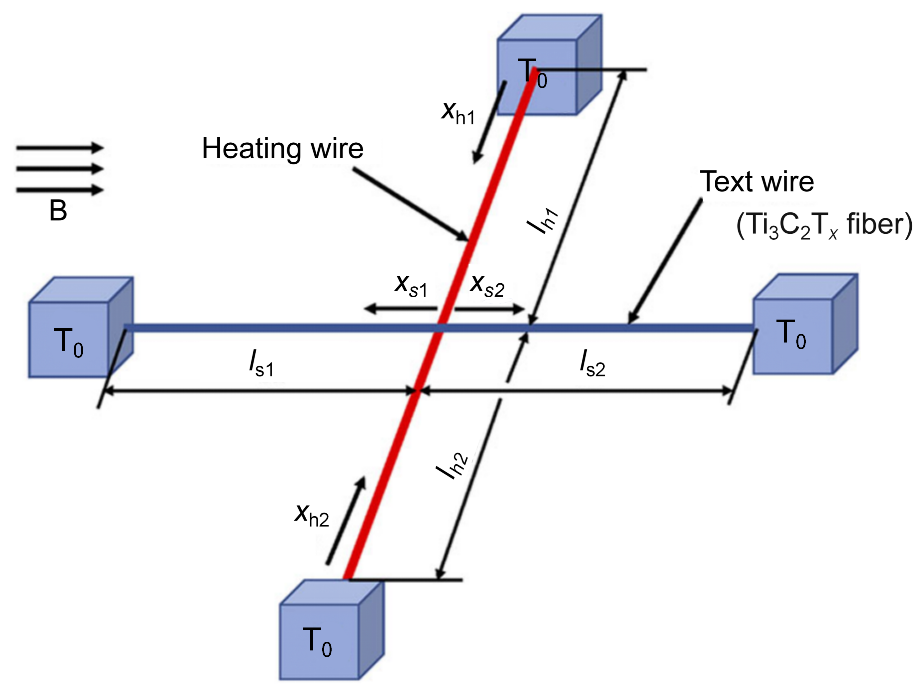 T₀
xh1
Heating wire
B
lh1
Text wire
(Ti₃C₂Tₓ fiber)
xs1
xs2
T₀
T₀
ls1
ls2
lh2
xh2
T₀